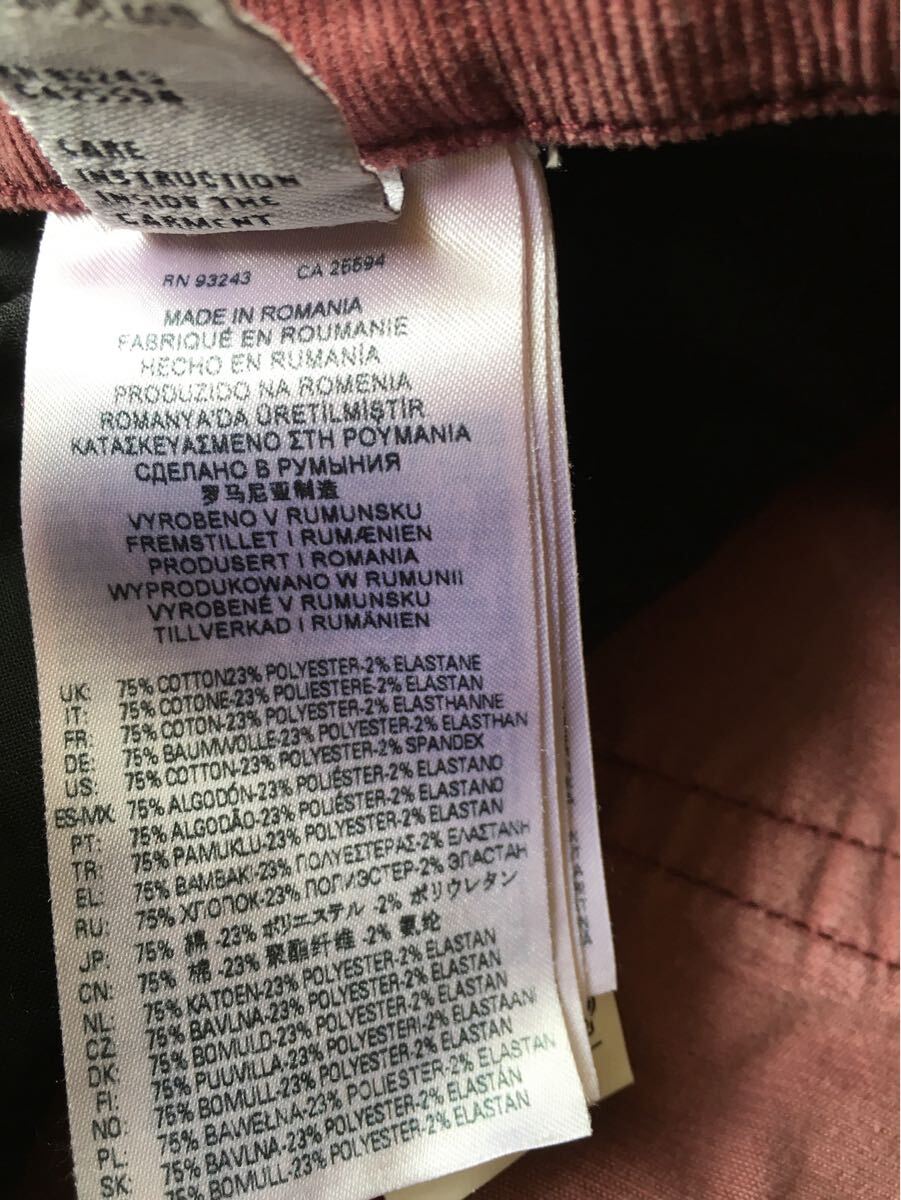 CARE
INSTRUCTION
INSIDE THE
GARMENT
RN 93243 CA 25594
MADE IN ROMANIA
FABRIQUÉ EN ROUMANIE
HECHO EN RUMANÍA
PRODUZIDO NA ROMENIA
ROMANYA'DA ÜRETİLMİŞTİR
ΚΑΤΑΣΚΕΥΑΣΜΕΝΟ ΣΤΗ ΡΟΥΜΑΝΙΑ
СДЕЛАНО В РУМЫНИЯ
罗马尼亚制造
VYROBENO V RUMUNSKU
FREMSTILLET I RUMÆNIEN
PRODUSERT I ROMANIA
WYPRODUKOWANO W RUMUNII
VYROBENÉ V RUMUNSKU
TILLVERKAD I RUMÄNIEN
UK: 75% COTTON23% POLYESTER-2% ELASTANE
IT: 75% COTONE-23% POLIESTERE-2% ELASTAN
FR: 75% COTON-23% POLYESTER-2% ELASTHANNE
DE: 75% BAUMWOLLE-23% POLYESTER-2% ELASTHAN
US: 75% COTTON-23% POLYESTER-2% SPANDEX
ES-MX: 75% ALGODÓN-23% POLIÉSTER-2% ELASTANO
PT: 75% ALGODÃO-23% POLIÉSTER-2% ELASTANO
TR: 75% PAMUKLU-23% POLYESTER-2% ELASTAN
EL: 75% ΒΑΜΒΑΚΙ-23% ΠΟΛΥΕΣΤΕΡΑΣ-2% ΕΛΑΣΤΑΝΗ
RU: 75% ХЛОПОК-23% ПОЛИЭСТЕР-2% ЭЛАСТАН
JP: 75% 綿 -23% ポリエステル -2% ポリウレタン
CN: 75% 棉 -23% 聚酯纤维 -2% 氨纶
NL: 75% KATOEN-23% POLYESTER-2% ELASTAN
CZ: 75% BAVLNA-23% POLYESTER-2% ELASTAN
DK: 75% BOMULD-23% POLYESTER-2% ELASTAN
FI: 75% PUUVILLA-23% POLYESTERI-2% ELASTAANI
NO: 75% BOMULL-23% POLYESTER-2% ELASTAN
PL: 75% BAWEŁNA-23% POLIESTER-2% ELASTAN
SK: 75% BAVLNA-23% POLYESTER-2% ELASTÁN
75% BOMULL-23% POLYESTER-2% ELASTAN